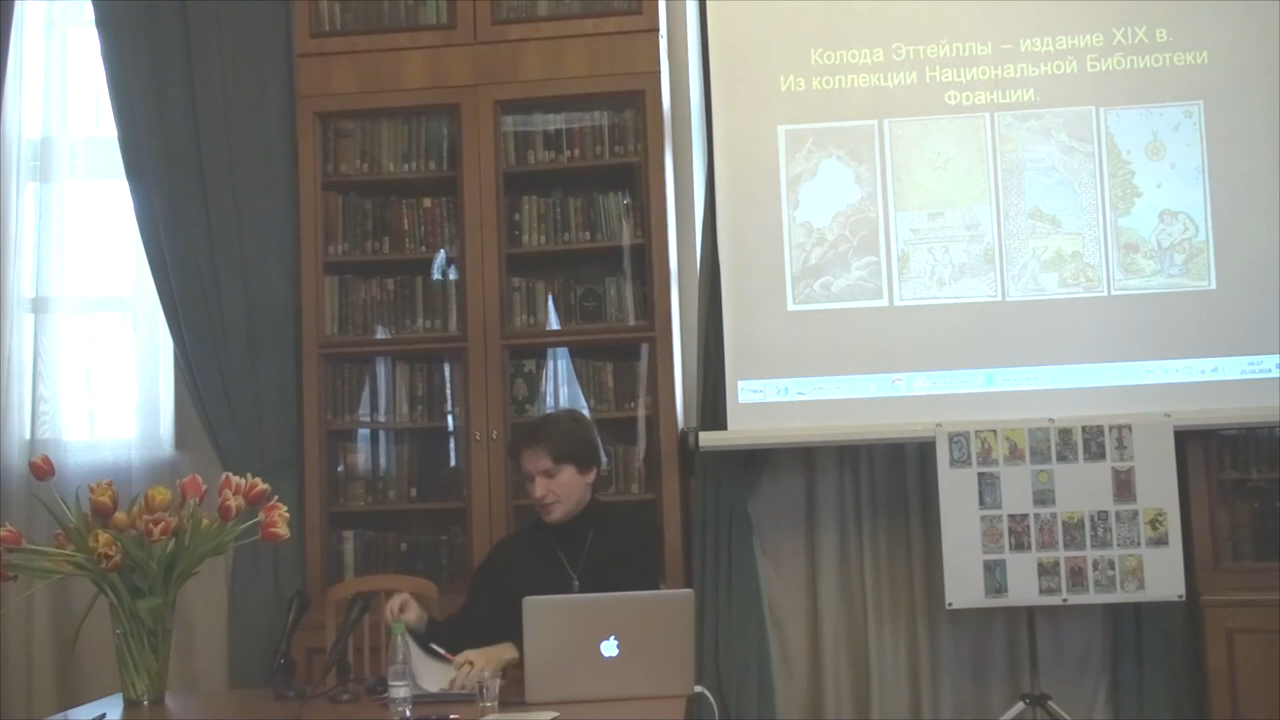 Колода Эттейллы – издание XIX в.
Из коллекции Национальной Библиотеки
Франции.